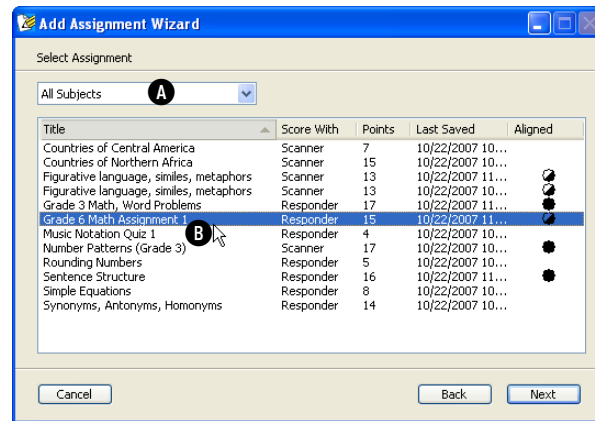 Add Assignment Wizard
Select Assignment
All Subjects A
Title Score With Points Last Saved Aligned
Countries of Central America Scanner 7 10/22/2007 10...
Countries of Northern Africa Scanner 15 10/22/2007 10...
Figurative language, similes, metaphors Scanner 13 10/22/2007 11...
Figurative language, similes, metaphors Scanner 13 10/22/2007 10...
Grade 3 Math, Word Problems Responder 17 10/22/2007 11...
Grade 6 Math Assignment 1 Responder 15 10/22/2007 11...
Music Notation Quiz 1 B Responder 4 10/22/2007 10...
Number Patterns (Grade 3) Scanner 17 10/22/2007 10...
Rounding Numbers Responder 5 10/22/2007 10...
Sentence Structure Responder 16 10/22/2007 11...
Simple Equations Responder 8 10/22/2007 10...
Synonyms, Antonyms, Homonyms Responder 14 10/22/2007 10...
Cancel Back Next